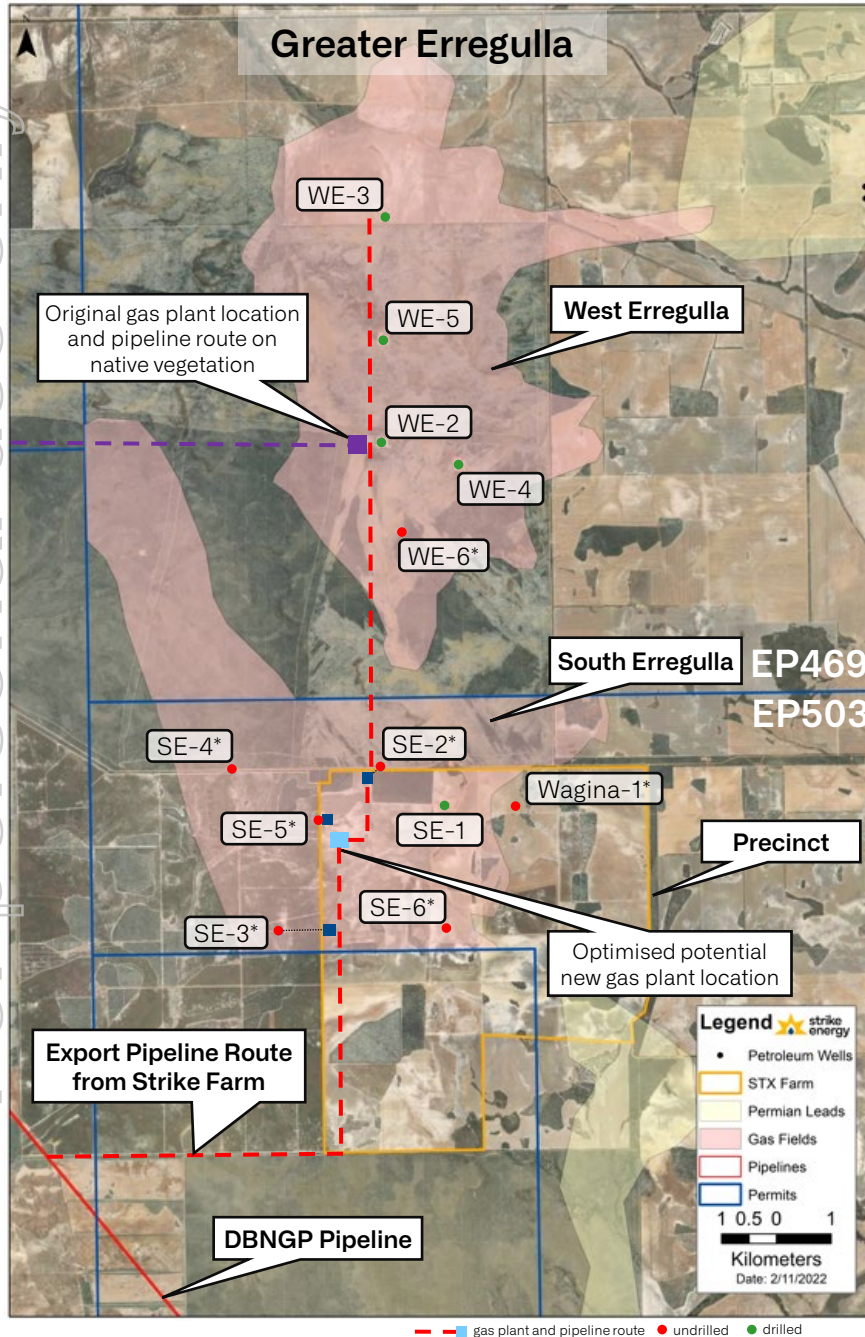 Greater Erregulla
WE-3
Original gas plant location
and pipeline route on
native vegetation
WE-5
West Erregulla
WE-2
WE-4
WE-6*
South Erregulla
EP469
EP503
SE-4*
SE-2*
Wagina-1*
SE-5*
SE-1
Precinct
SE-3*
SE-6*
Optimised potential
new gas plant location
Export Pipeline Route
from Strike Farm
DBNGP Pipeline
Legend
strike
energy
Petroleum Wells
STX Farm
Permian Leads
Gas Fields
Pipelines
Permits
1 0.5 0 1
Kilometers
Date: 2/11/2022
gas plant and pipeline route
undrilled
drilled